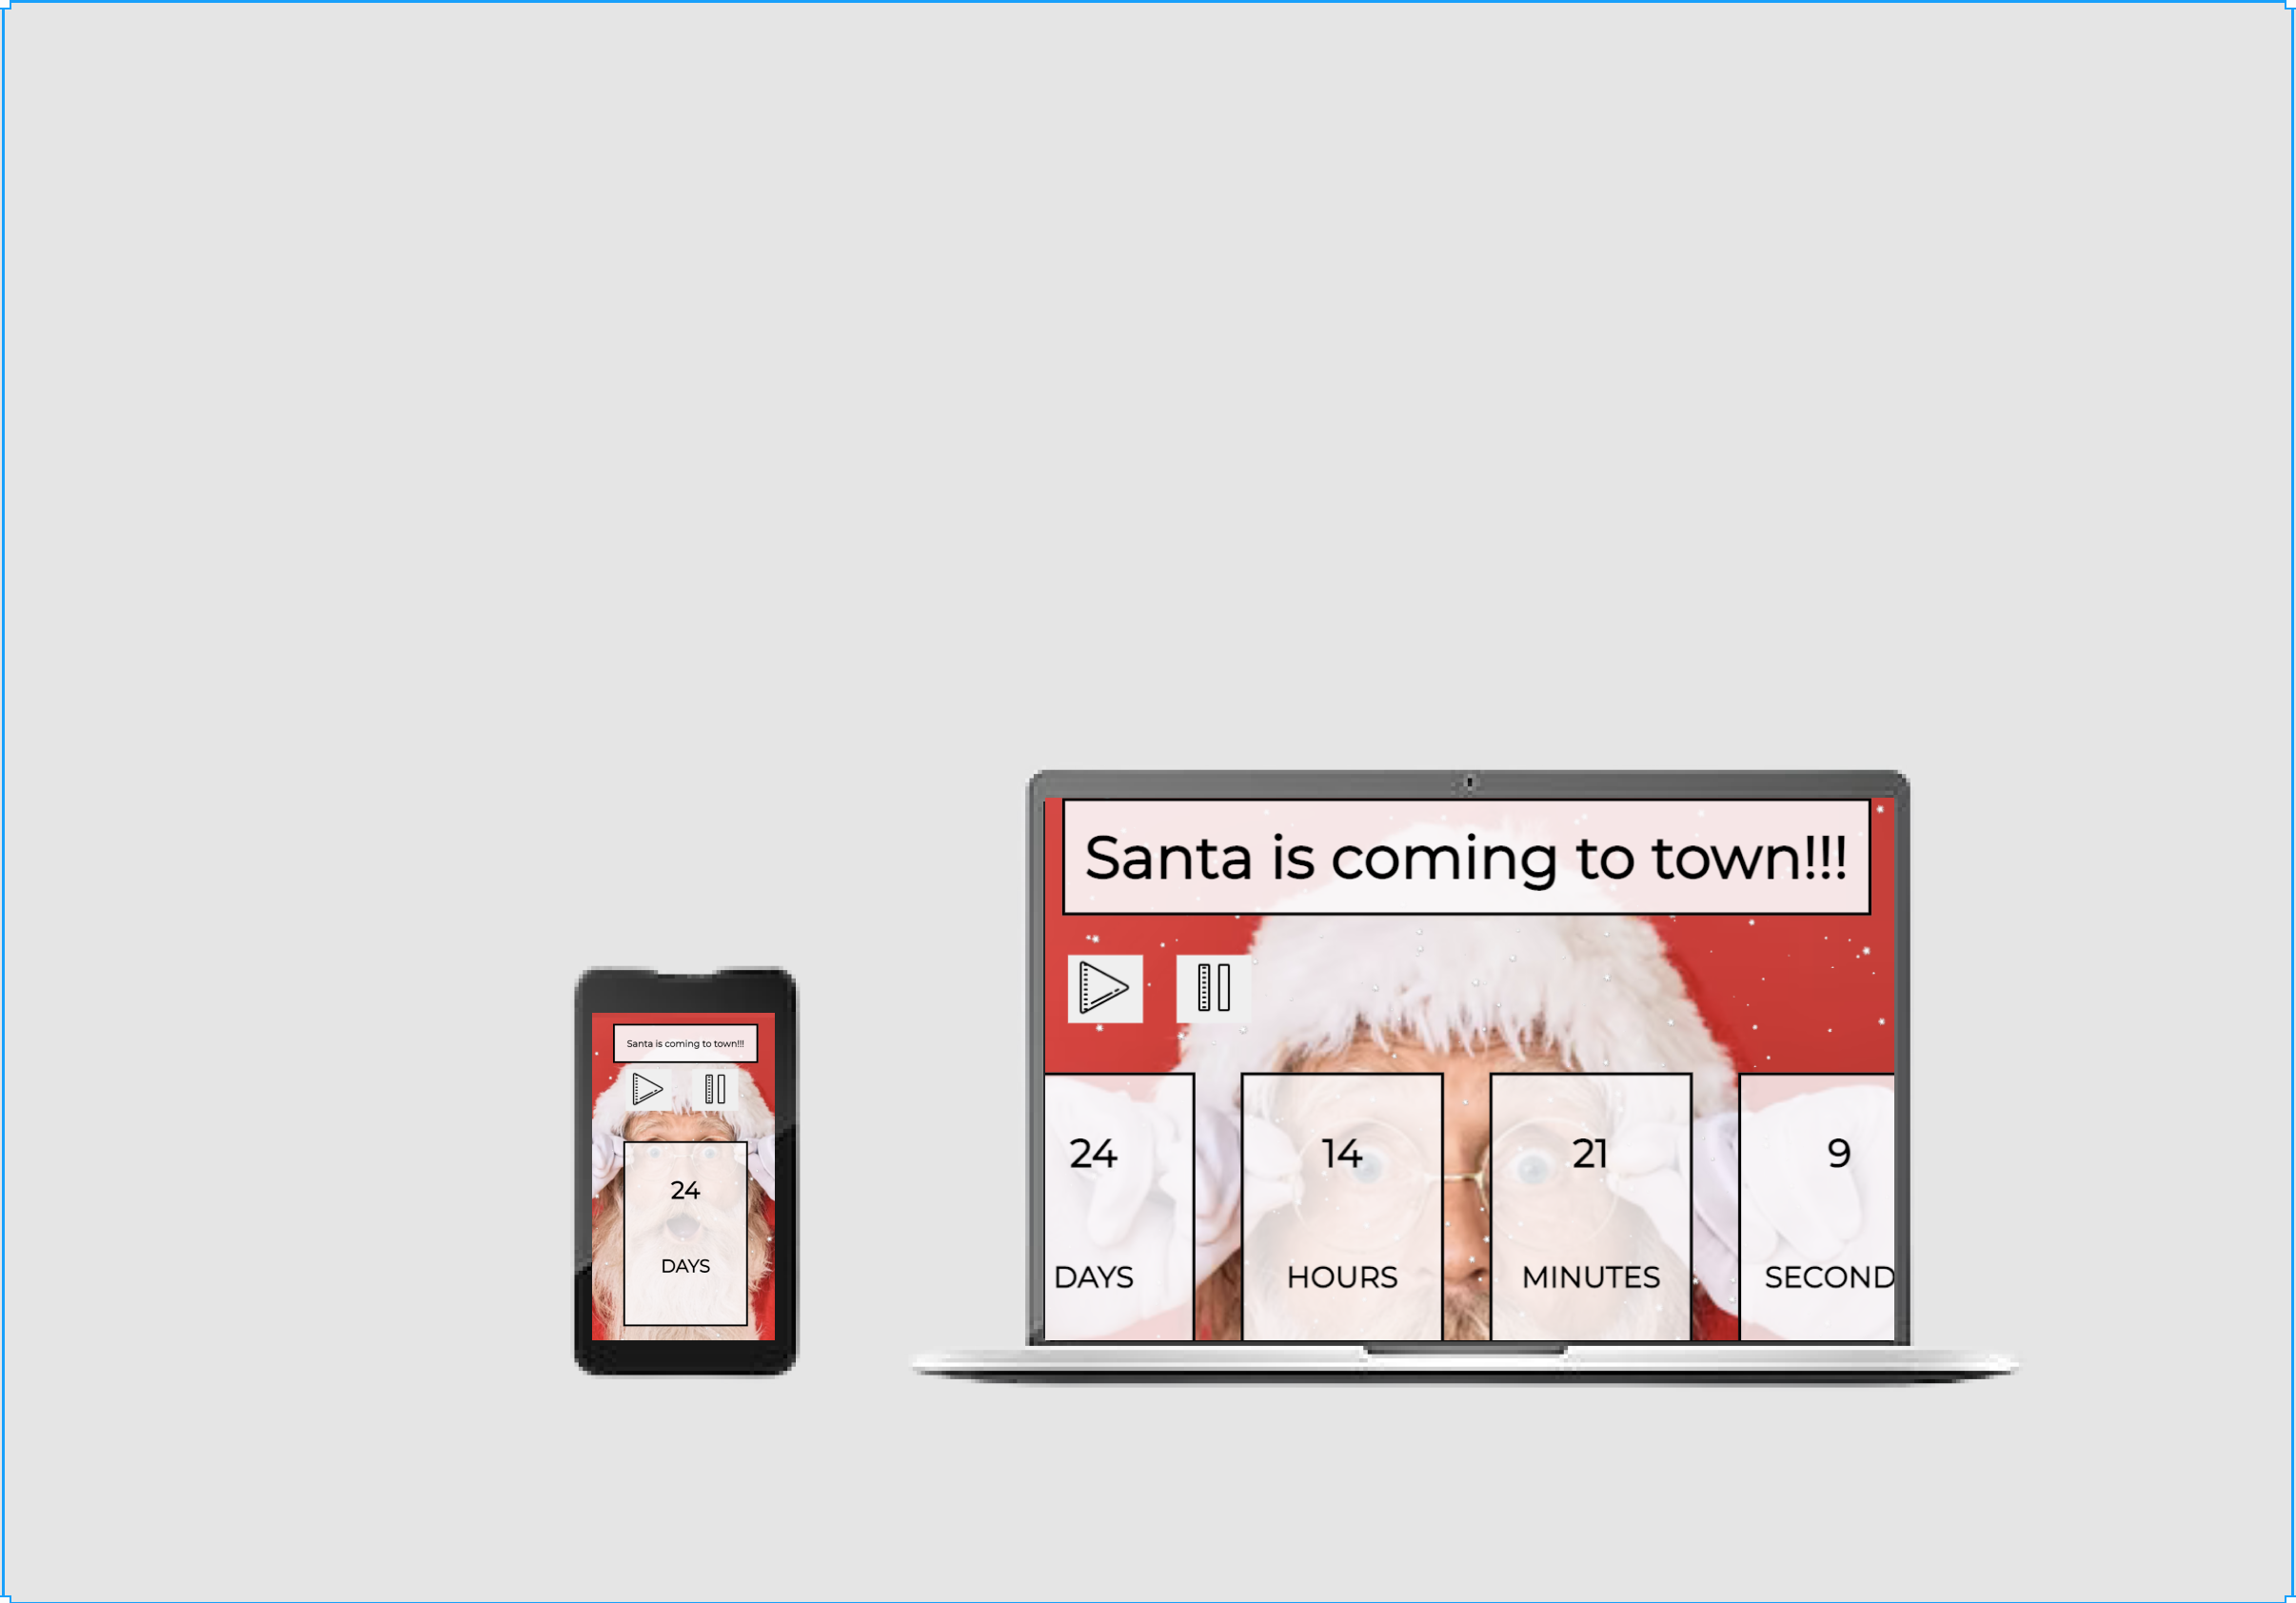 Santa is coming to town!!!
24
DAYS
Santa is coming to town!!!
24 14 21 9
DAYS HOURS MINUTES SECOND